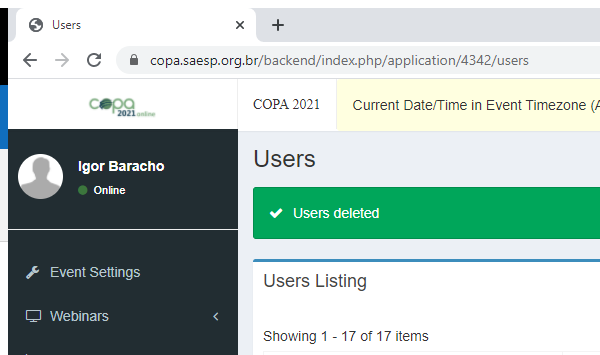 Users
copa.saesp.org.br/backend/index.php/application/4342/users
copa
2021 online
COPA 2021
Current Date/Time in Event Timezone (A
Igor Baracho
Online
Users
Users deleted
Event Settings
Webinars
Users Listing
Showing 1 - 17 of 17 items